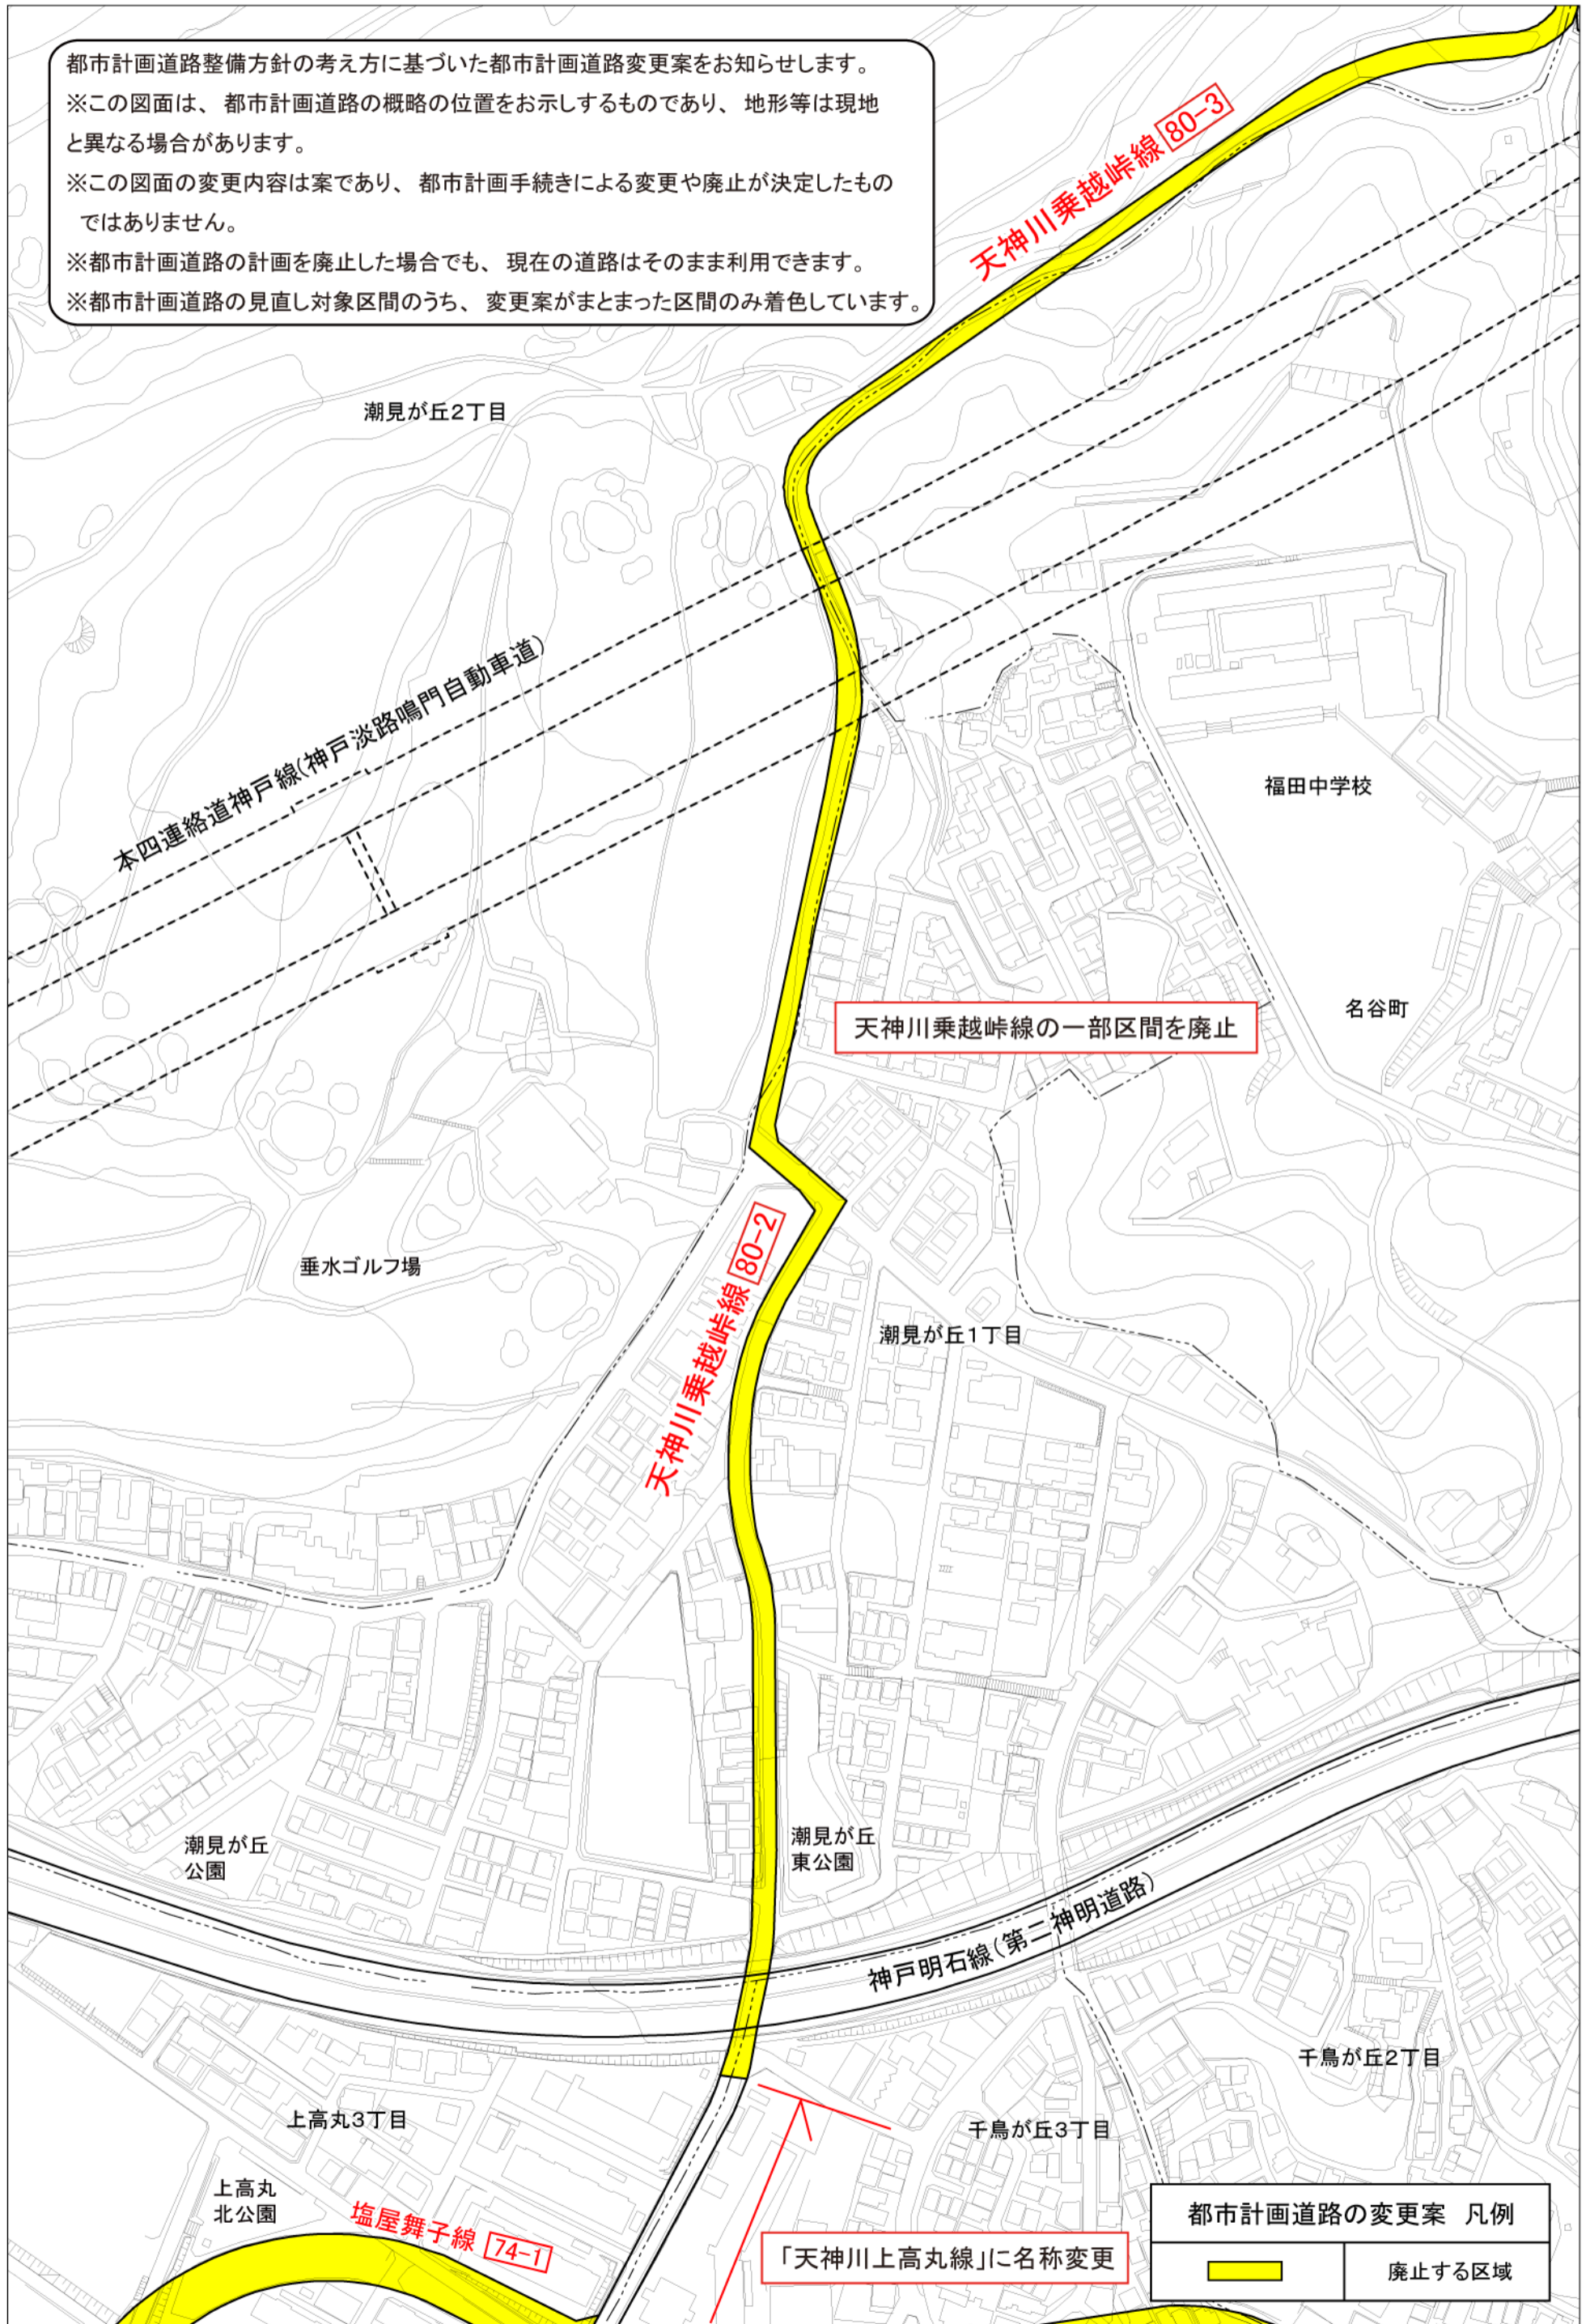 都市計画道路整備方針の考え方に基づいた都市計画道路変更案をお知らせします。
※この図面は、都市計画道路の概略の位置をお示しするものであり、地形等は現地
と異なる場合があります。
※この図面の変更内容は案であり、都市計画手続きによる変更や廃止が決定したもの
ではありません。
※都市計画道路の計画を廃止した場合でも、現在の道路はそのまま利用できます。
※都市計画道路の見直し対象区間のうち、変更案がまとまった区間のみ着色しています。
天神川乗越峠線 80-3
潮見が丘2丁目
本四連絡道神戸線(神戸淡路鳴門自動車道)
福田中学校
名谷町
天神川乗越峠線の一部区間を廃止
天神川乗越峠線 80-2
垂水ゴルフ場
潮見が丘1丁目
潮見が丘
公園
潮見が丘
東公園
神戸明石線(第二神明道路)
千鳥が丘2丁目
上高丸3丁目
千鳥が丘3丁目
上高丸
北公園
塩屋舞子線 74-1
「天神川上高丸線」に名称変更
都市計画道路の変更案 凡例
廃止する区域